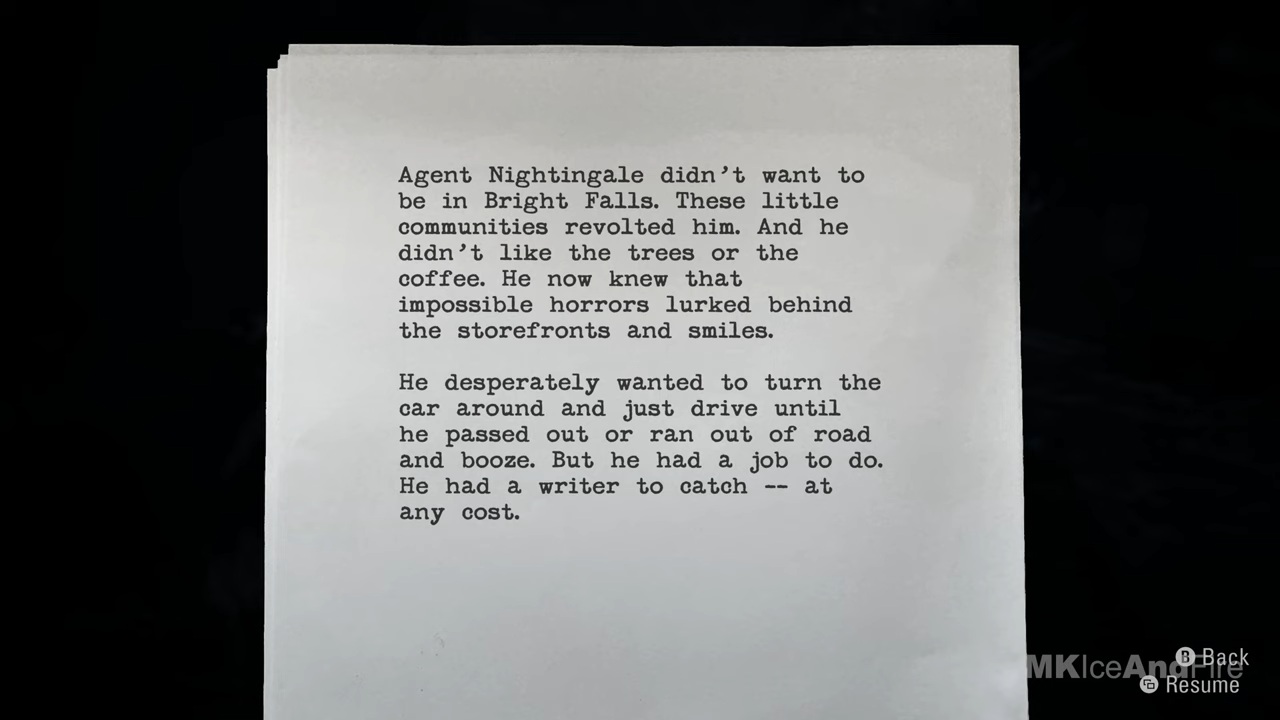 Agent Nightingale didn't want to
be in Bright Falls. These little
communities revolted him. And he
didn't like the trees or the
coffee. He now knew that
impossible horrors lurked behind
the storefronts and smiles.
He desperately wanted to turn the
car around and just drive until
he passed out or ran out of road
and booze. But he had a job to do.
He had a writer to catch -- at
any cost.
MKIceAndFire
B Back
Resume